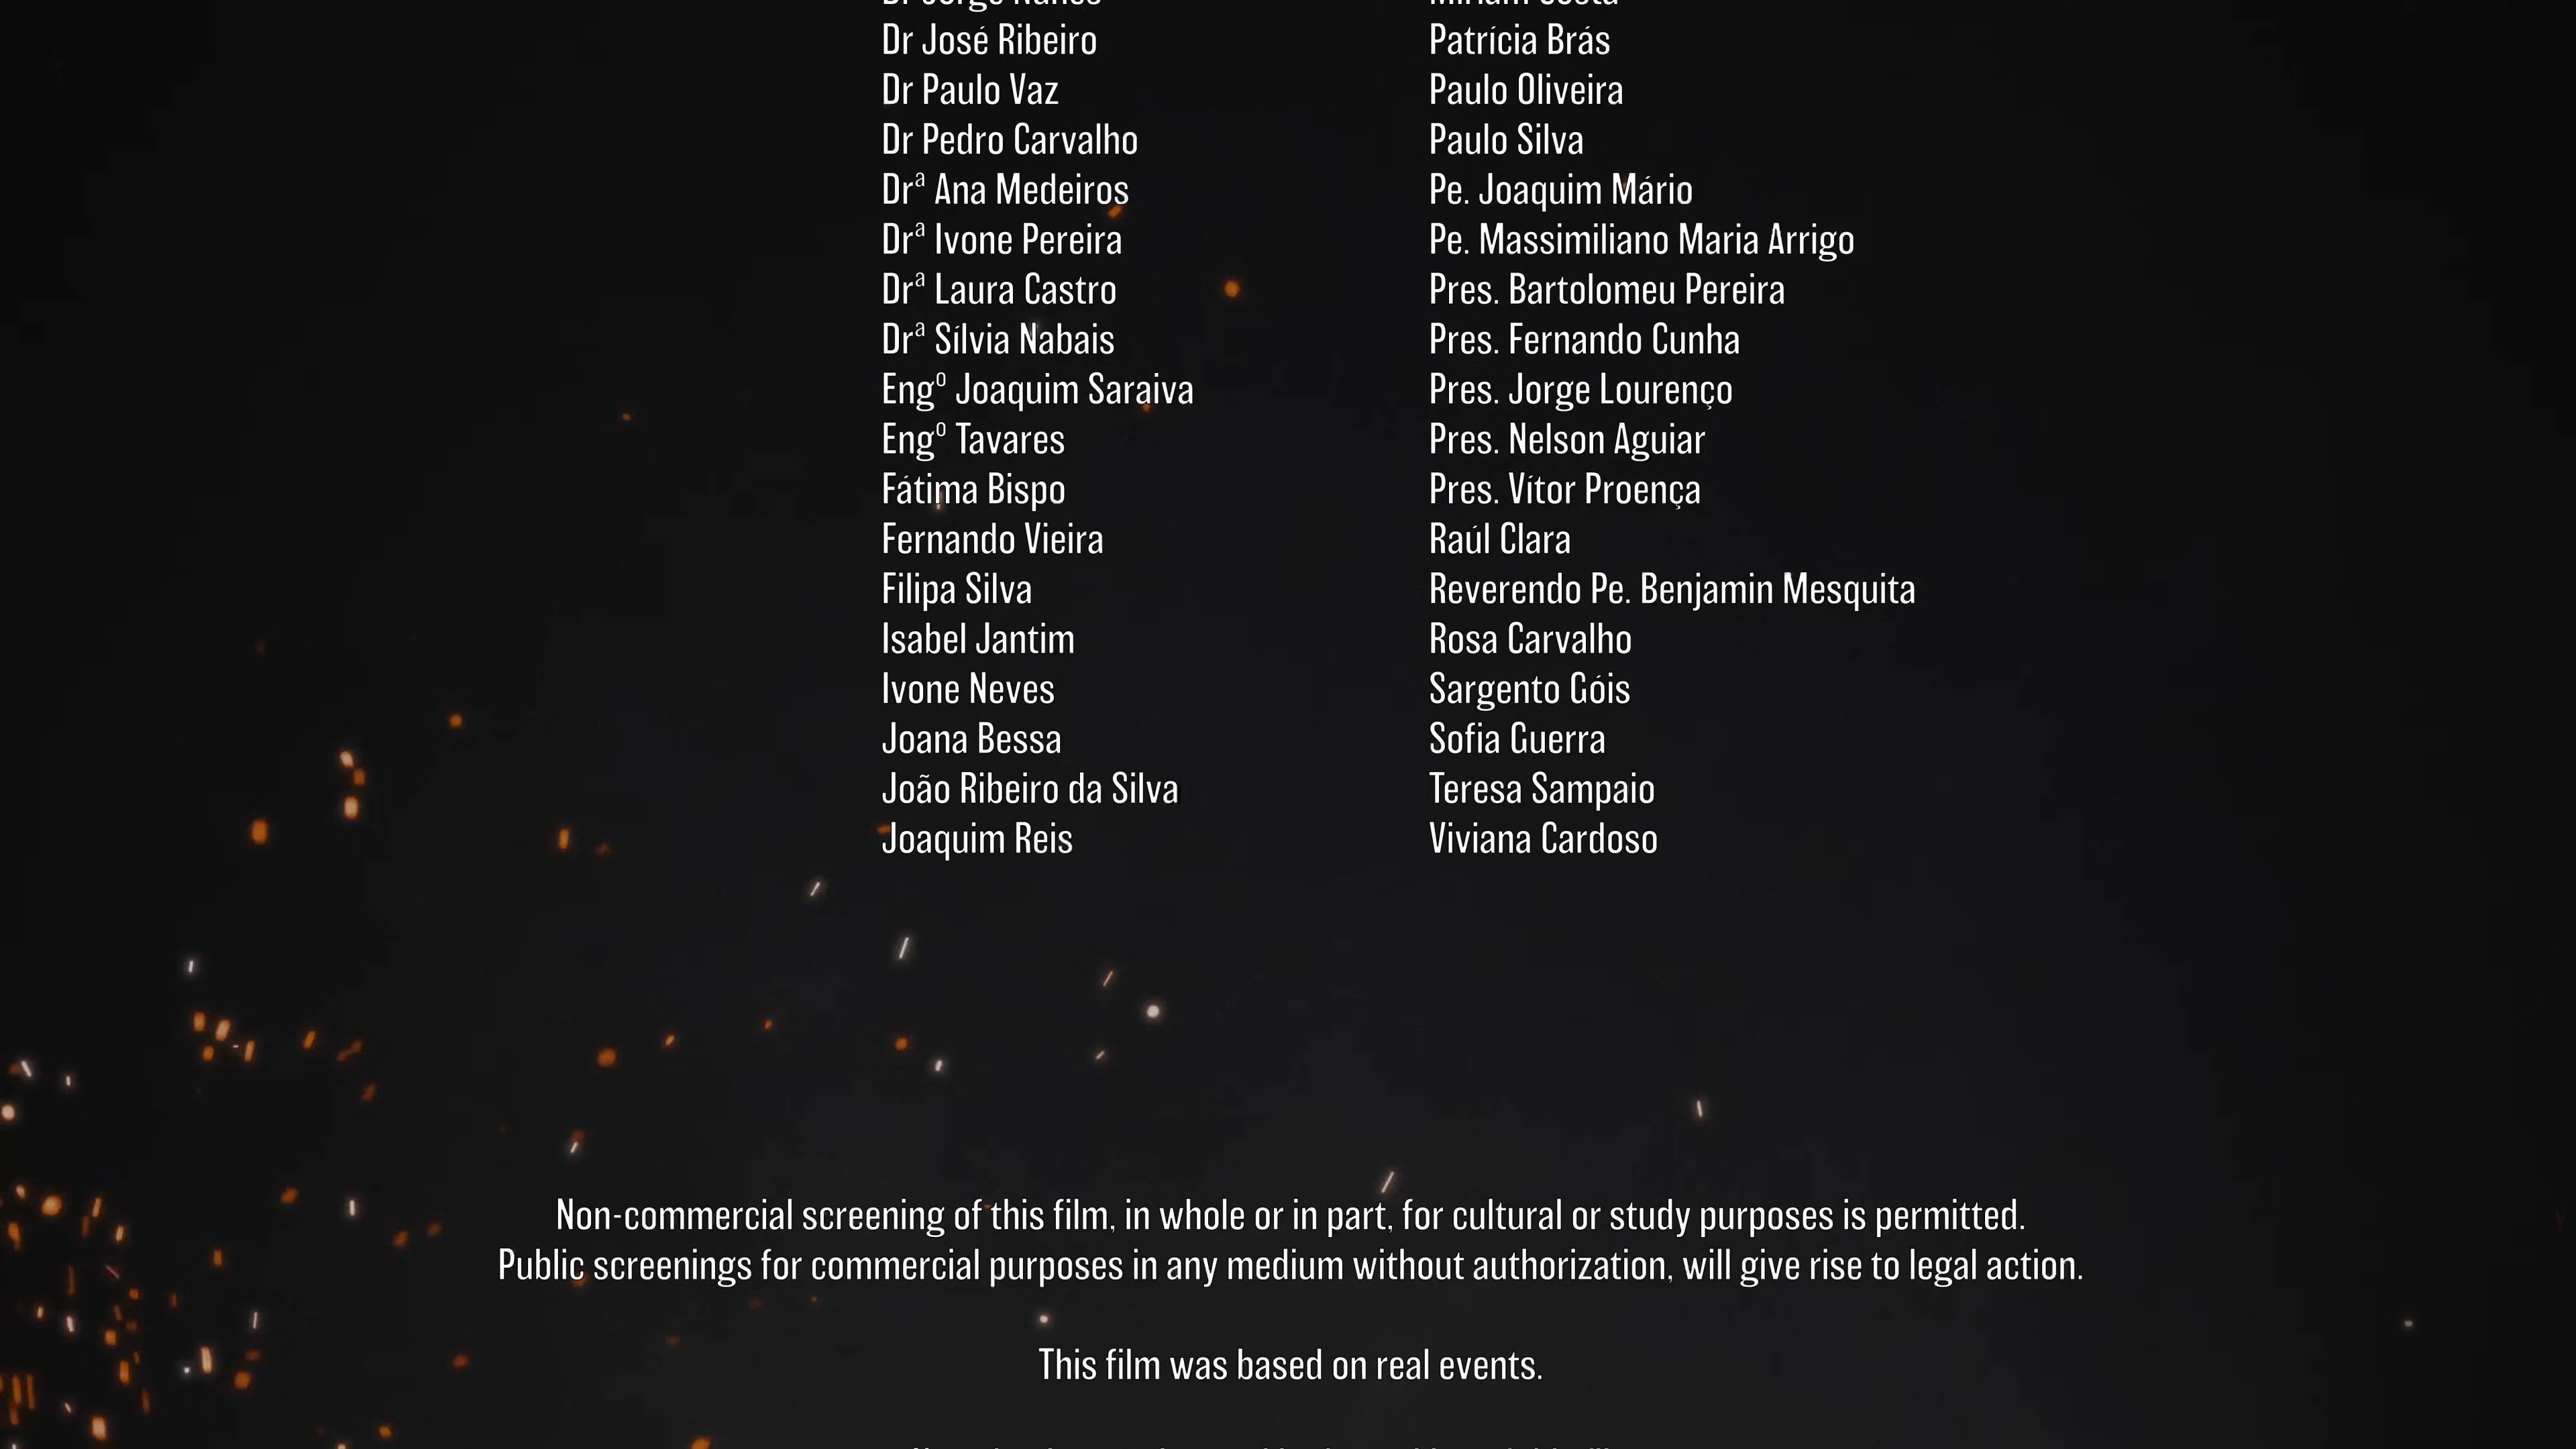 Dr José Ribeiro
Dr Paulo Vaz
Dr Pedro Carvalho
Drª Ana Medeiros
Drª Ivone Pereira
Drª Laura Castro
Drª Sílvia Nabais
Engº Joaquim Saraiva
Engº Tavares
Fátima Bispo
Fernando Vieira
Filipa Silva
Isabel Jantim
Ivone Neves
Joana Bessa
João Ribeiro da Silva
Joaquim Reis
Patrícia Brás
Paulo Oliveira
Paulo Silva
Pe. Joaquim Mário
Pe. Massimiliano Maria Arrigo
Pres. Bartolomeu Pereira
Pres. Fernando Cunha
Pres. Jorge Lourenço
Pres. Nelson Aguiar
Pres. Vítor Proença
Raúl Clara
Reverendo Pe. Benjamin Mesquita
Rosa Carvalho
Sargento Góis
Sofia Guerra
Teresa Sampaio
Viviana Cardoso
Non-commercial screening of this film, in whole or in part, for cultural or study purposes is permitted.
Public screenings for commercial purposes in any medium without authorization, will give rise to legal action.
This film was based on real events.